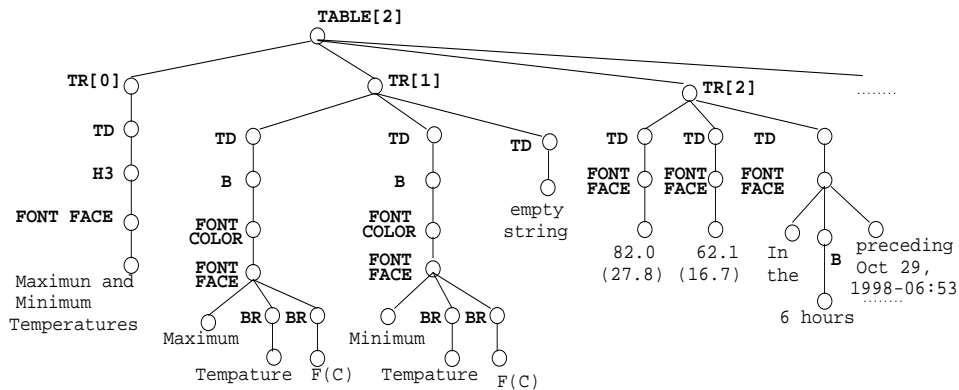 TABLE[2]
TR[0]
TR[1]
TR[2]
........
TD
TD
TD
TD
TD
TD
TD
H3
B
B
FONT FACE
FONT FACE
FONT FACE
FONT FACE
FONT COLOR
FONT COLOR
empty
string
82.0
(27.8)
62.1
(16.7)
In
the
B
preceding
Oct 29,
1998-06:53
........
6 hours
FONT
FACE
FONT
FACE
Maximun and
Minimum
Temperatures
Maximum
BR
BR
Minimum
BR
BR
Tempature
F(C)
Tempature
F(C)